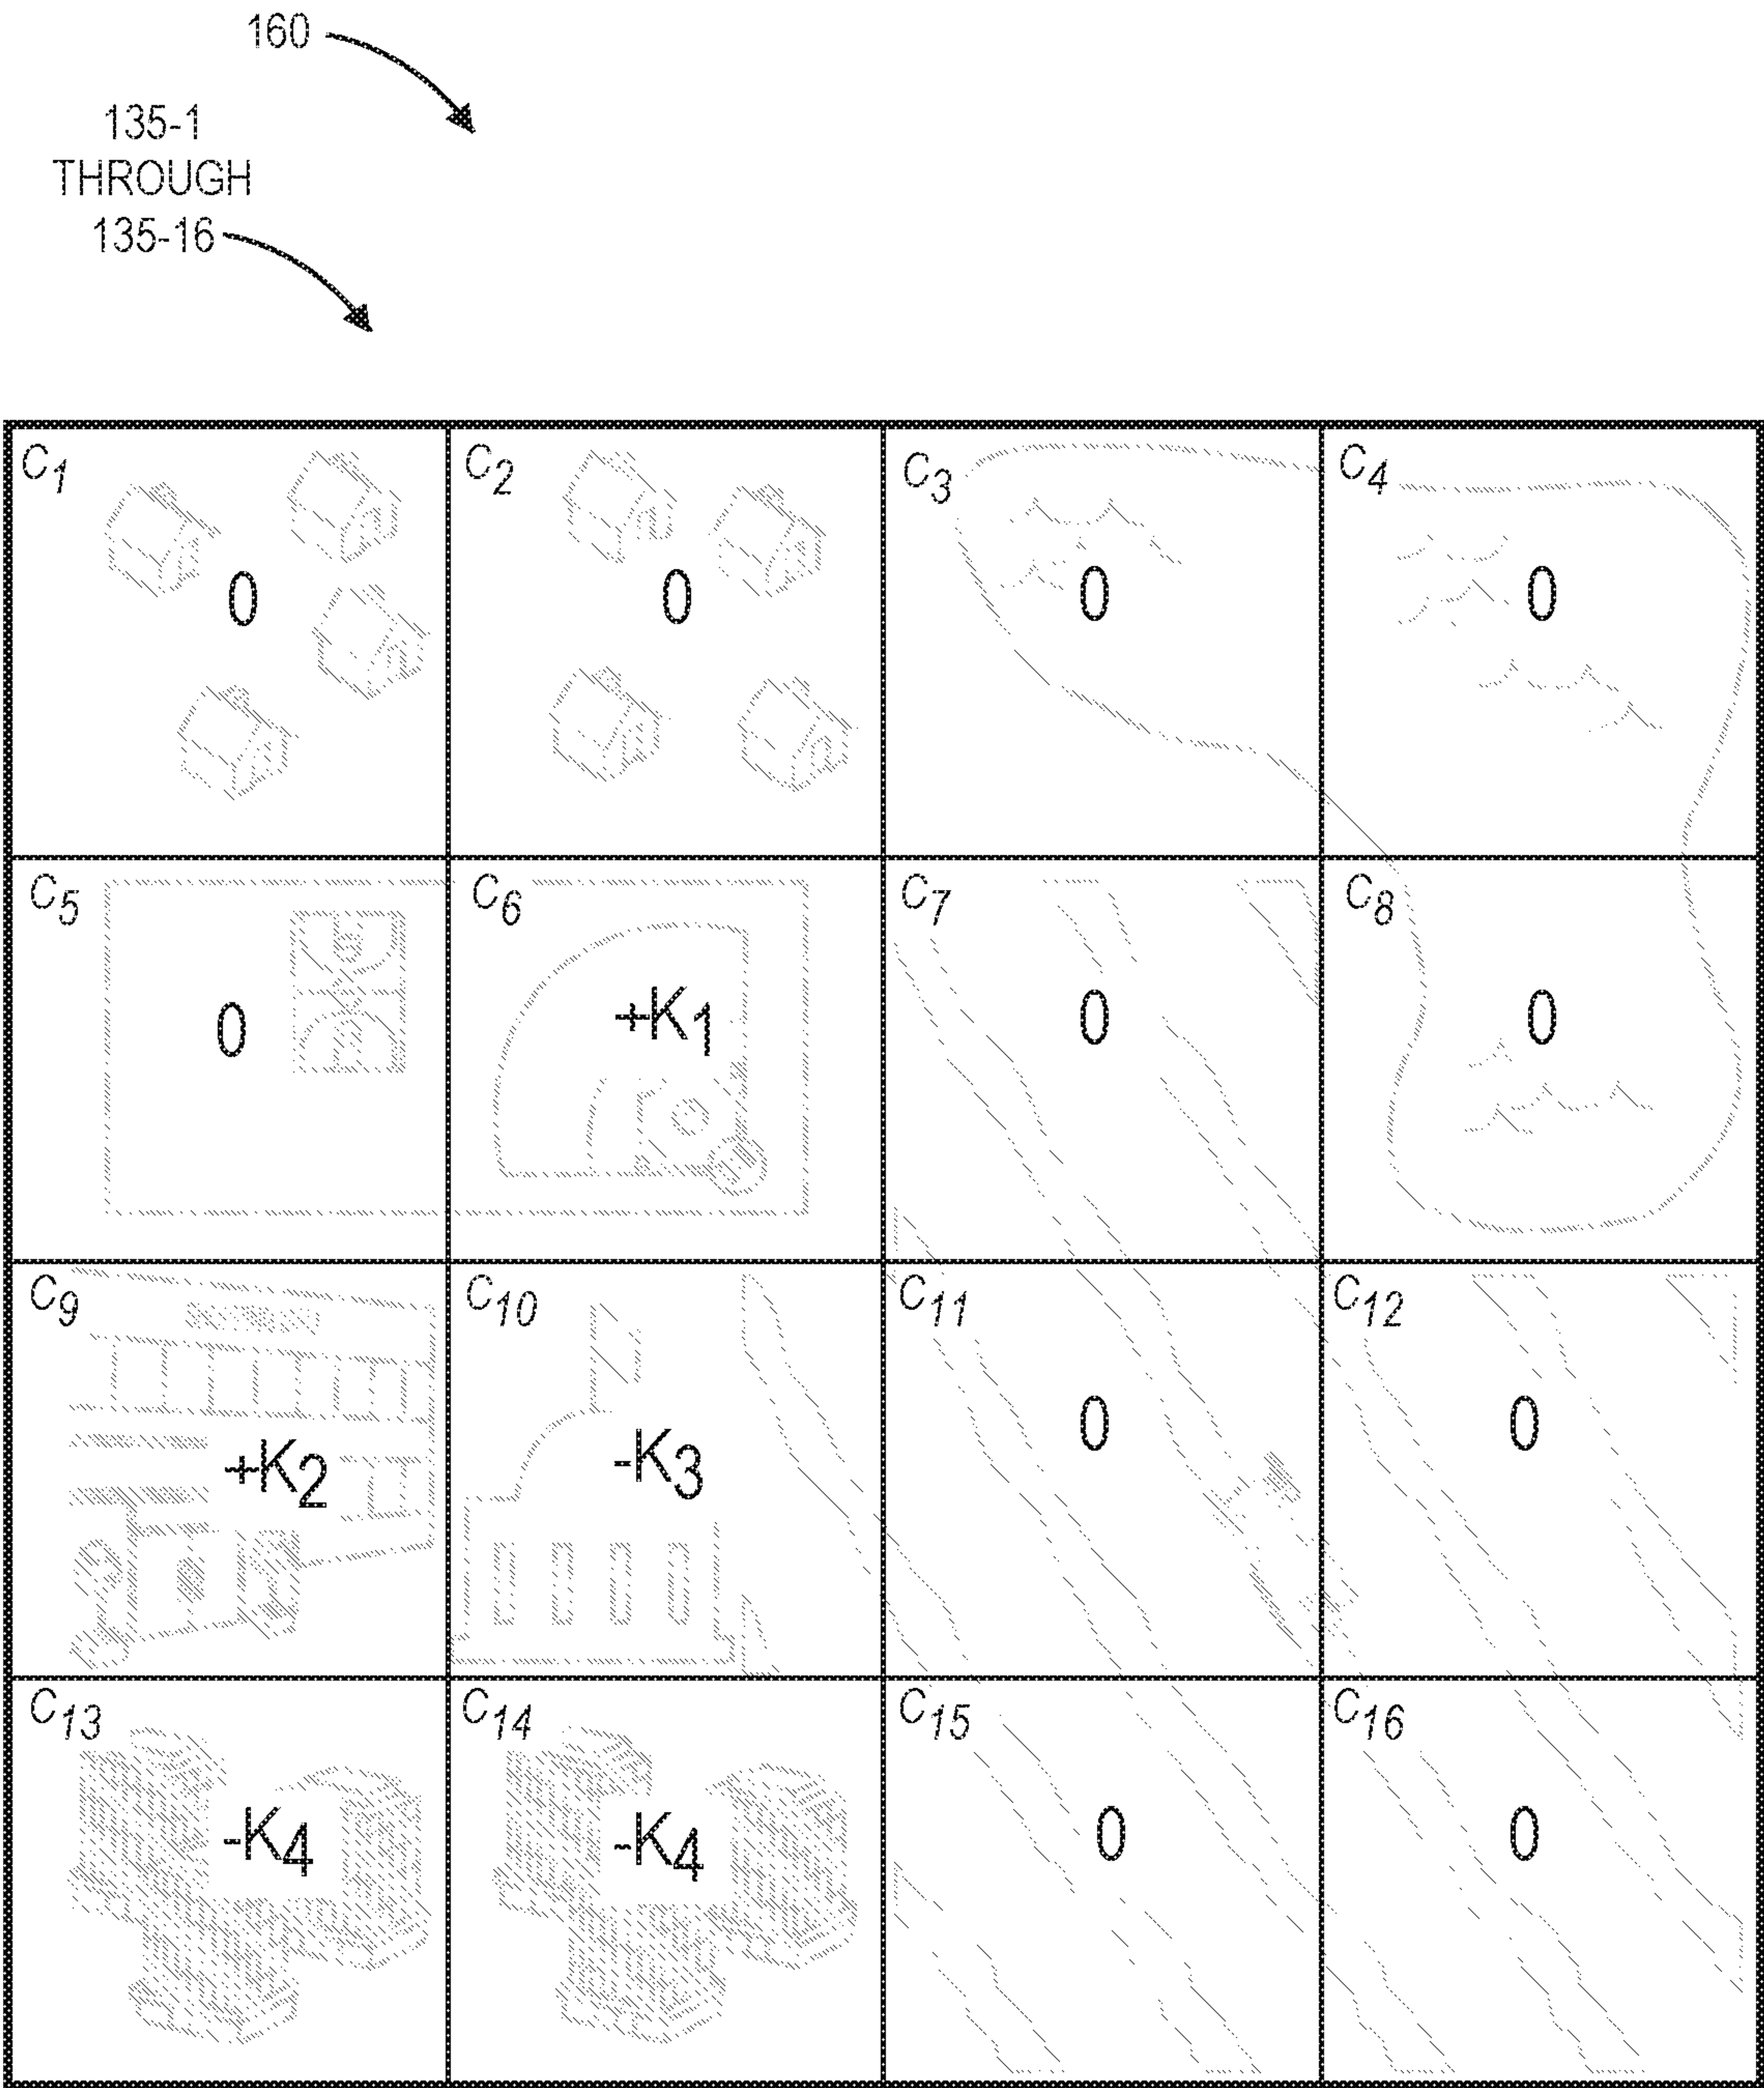 160
135-1
THROUGH
135-16
C1 C2 C3 C4
0 0 0 0
C5 C6 C7 C8
0 +K1 0 0
C9 C10 C11 C12
+K2 -K3 0 0
C13 C14 C15 C16
-K4 -K4 0 0